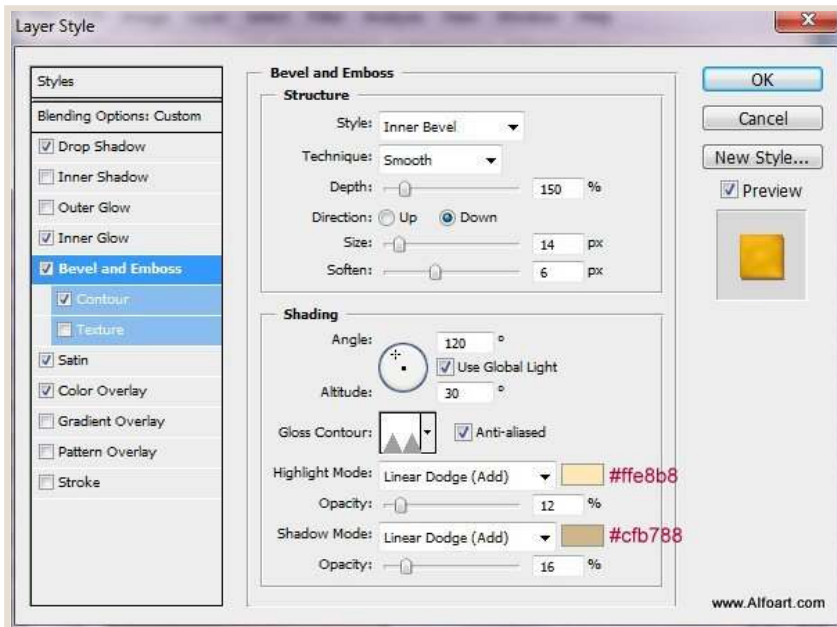 Layer Style
Styles
Blending Options: Custom
Drop Shadow
Inner Shadow
Outer Glow
Inner Glow
Bevel and Emboss
Contour
Texture
Satin
Color Overlay
Gradient Overlay
Pattern Overlay
Stroke
Bevel and Emboss
Structure
Style: Inner Bevel
Technique: Smooth
Depth: 150 %
Direction: Up Down
Size: 14 px
Soften: 6 px
Shading
Angle: 120 °
Use Global Light
Altitude: 30 °
Gloss Contour: Anti-aliased
Highlight Mode: Linear Dodge (Add) #ffe8b8
Opacity: 12 %
Shadow Mode: Linear Dodge (Add) #cfb788
Opacity: 16 %
OK
Cancel
New Style...
Preview
www.Alfoart.com